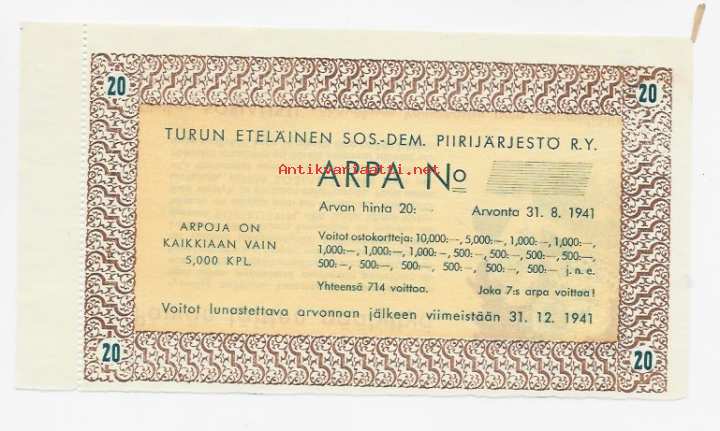 20 20
TURUN ETELÄINEN SOS.-DEM. PIIRIJÄRJESTÖ R.Y.
Antikvariaatti.net
ARPA No
Arvan hinta 20:— Arvonta 31. 8. 1941
ARPOJA ON
KAIKKIAAN VAIN
5,000 KPL.
Voitot ostokortteja: 10,000:—, 5,000:—, 1,000:—, 1,000:—,
1,000:—, 1,000:—, 1,000:—, 500:—, 500:—, 500:—, 500:—,
500:—, 500:—, 500:—, 500:—, 500:— j. n. e.
Yhteensä 714 voittoa. Joka 7:s arpa voittaa!
Voitot lunastettava arvonnan jälkeen viimeistään 31. 12. 1941
20 20